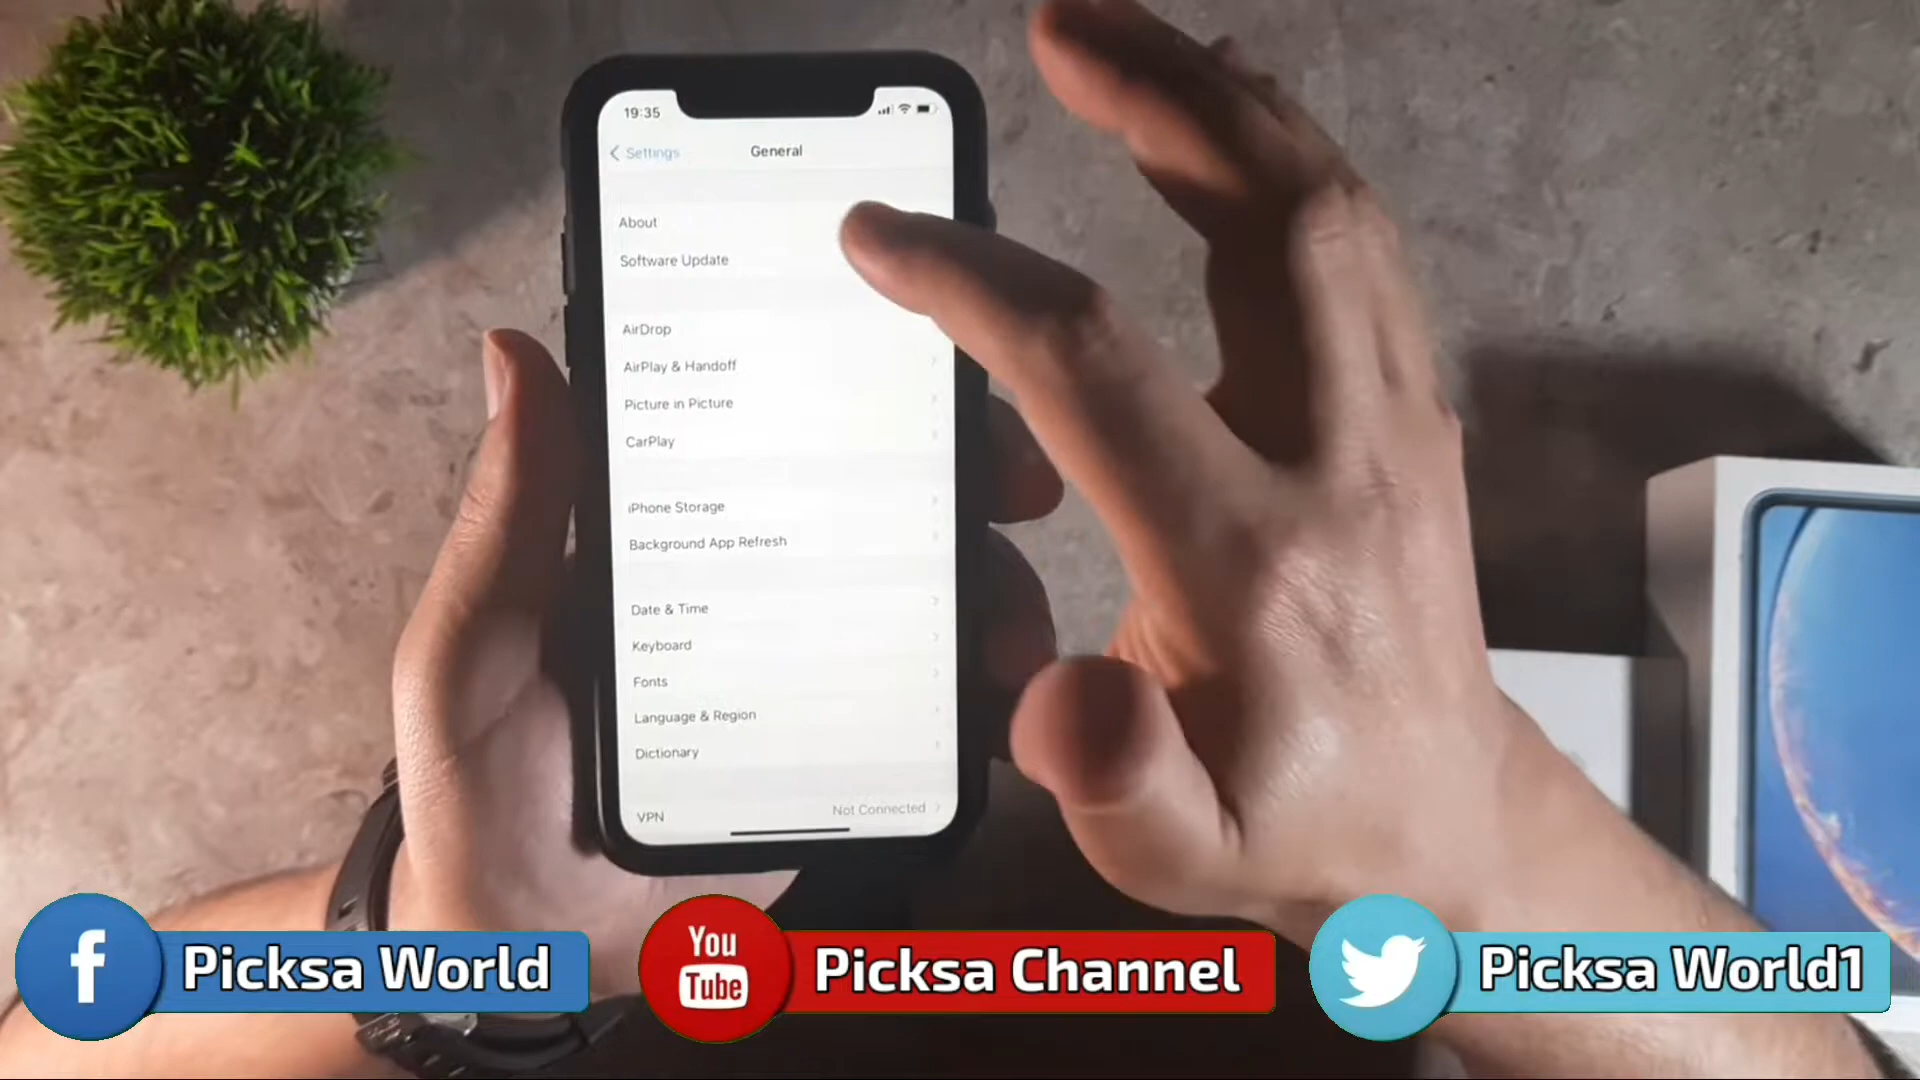 19:35
Settings
General
About
Software Update
AirDrop
AirPlay & Handoff
Picture in Picture
CarPlay
iPhone Storage
Background App Refresh
Date & Time
Keyboard
Fonts
Language & Region
Dictionary
VPN Not Connected
f Picksa World
You Tube Picksa Channel
Picksa World1